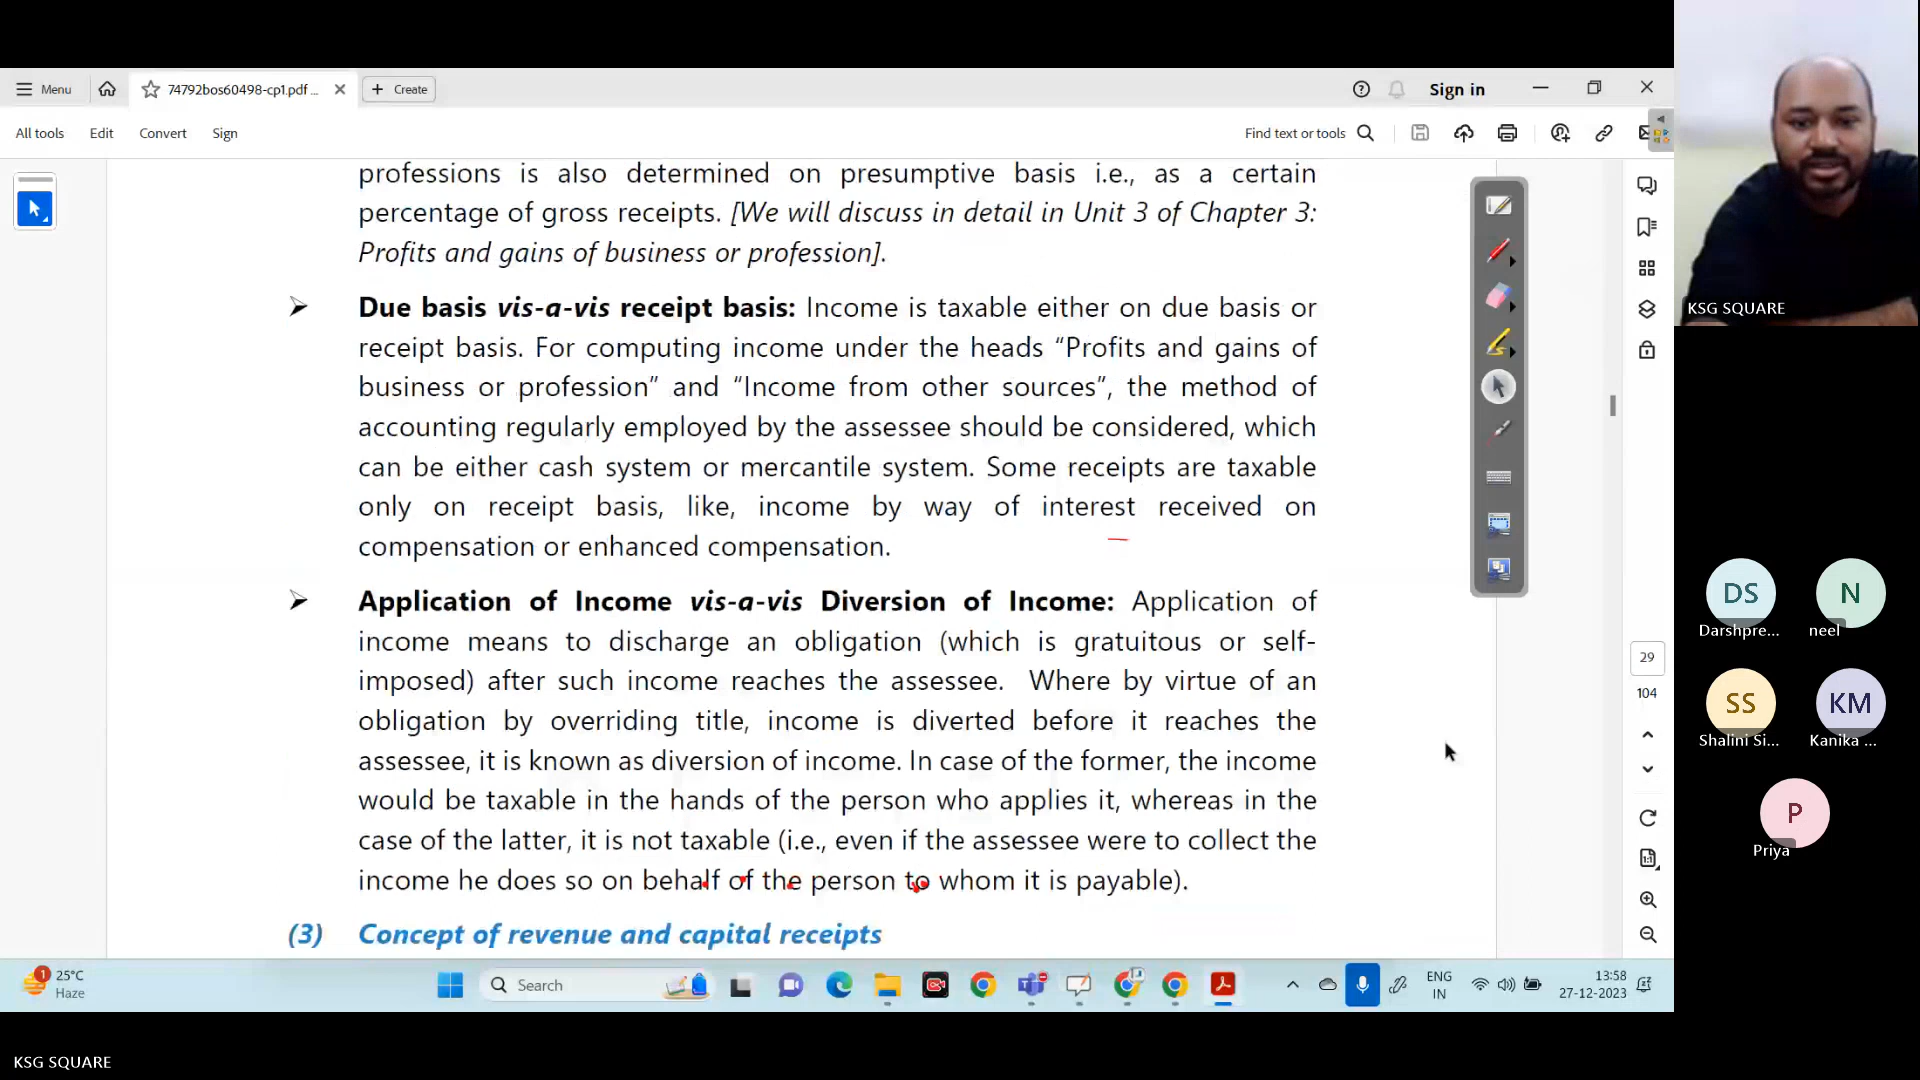 Menu
74792bos60498-cp1.pdf ...
Create
Sign in
All tools
Edit
Convert
Sign
Find text or tools
professions is also determined on presumptive basis i.e., as a certain
percentage of gross receipts. [We will discuss in detail in Unit 3 of Chapter 3:
Profits and gains of business or profession].
Due basis vis-a-vis receipt basis: Income is taxable either on due basis or
receipt basis. For computing income under the heads “Profits and gains of
business or profession” and “Income from other sources”, the method of
accounting regularly employed by the assessee should be considered, which
can be either cash system or mercantile system. Some receipts are taxable
only on receipt basis, like, income by way of interest received on
compensation or enhanced compensation.
Application of Income vis-a-vis Diversion of Income: Application of
income means to discharge an obligation (which is gratuitous or self-
imposed) after such income reaches the assessee. Where by virtue of an
obligation by overriding title, income is diverted before it reaches the
assessee, it is known as diversion of income. In case of the former, the income
would be taxable in the hands of the person who applies it, whereas in the
case of the latter, it is not taxable (i.e., even if the assessee were to collect the
income he does so on behalf of the person to whom it is payable).
(3) Concept of revenue and capital receipts
29
104
1:1
KSG SQUARE
DS
Darshpre...
N
neel
SS
Shalini Si...
KM
Kanika ...
P
Priya
1
25°C
Haze
Search
ENG
IN
13:58
27-12-2023
KSG SQUARE